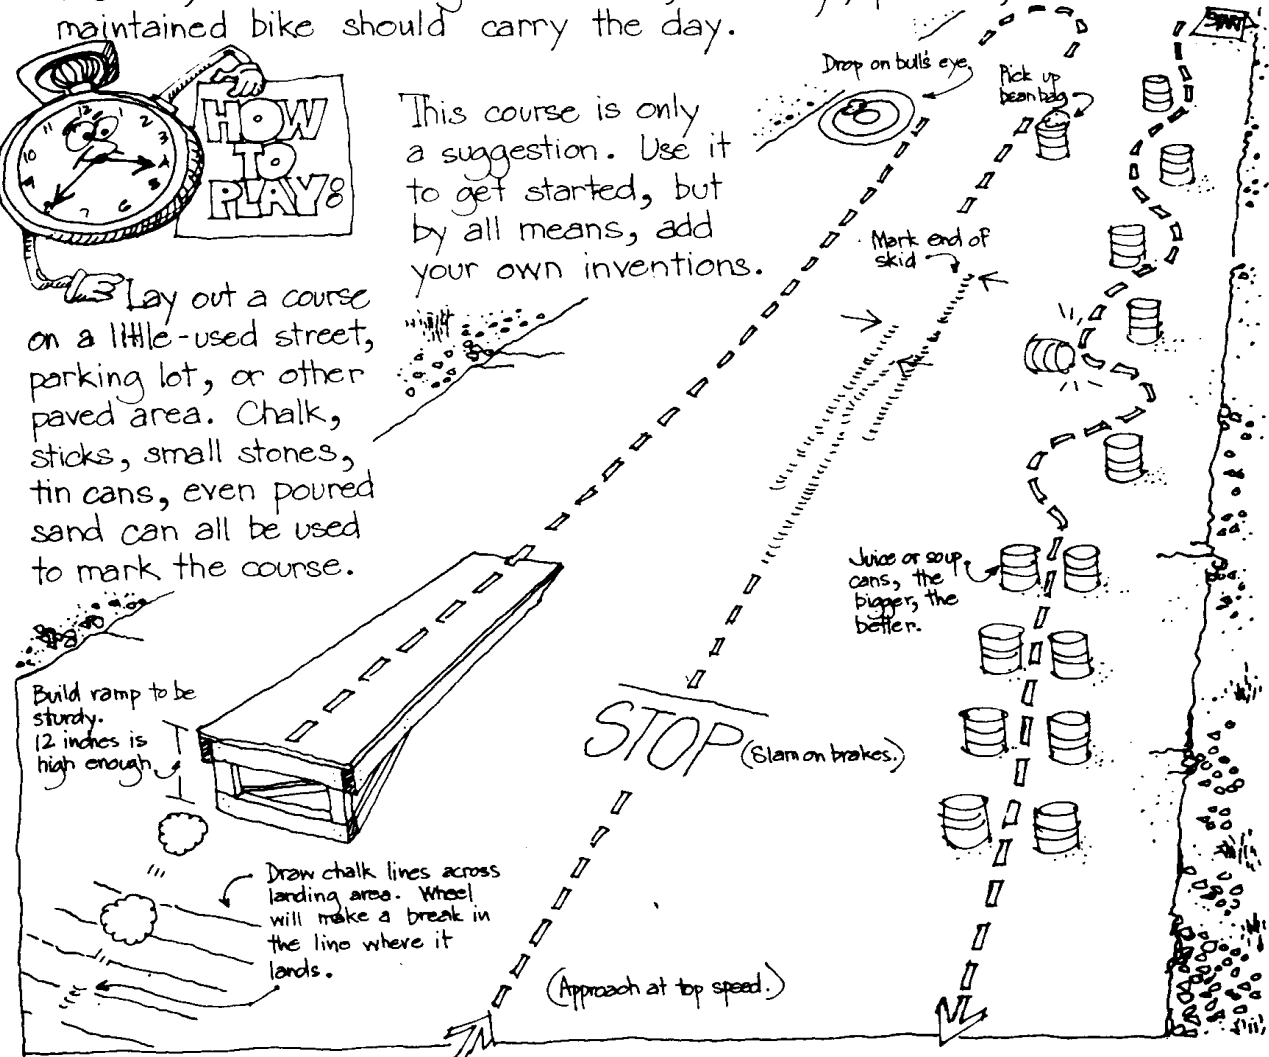 maintained bike should carry the day.
HOW
TO
PLAY:
This course is only
a suggestion. Use it
to get started, but
by all means, add
your own inventions.
Lay out a course
on a little-used street,
parking lot, or other
paved area. Chalk,
sticks, small stones,
tin cans, even poured
sand can all be used
to mark the course.
START
Drop on bull's eye
Pick up
bean bag
Mark end of
skid
Juice or soup
cans, the
bigger, the
better.
Build ramp to be
sturdy.
12 inches is
high enough
STOP (Slam on brakes.)
Draw chalk lines across
landing area. Wheel
will make a break in
the line where it
lands.
(Approach at top speed.)